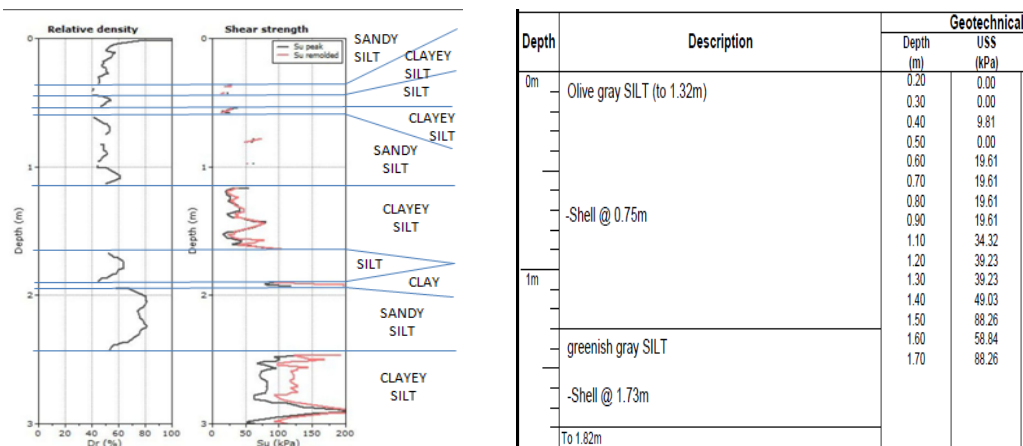 Relative density
Shear strength
Su peak
Su remolded
SANDY
SILT
CLAYEY
SILT
SILT
CLAYEY
SILT
SANDY
SILT
CLAYEY
SILT
SILT
CLAY
SANDY
SILT
CLAYEY
SILT
Depth (m)
0
1
2
3
0 20 40 60 80 100
Dr (%)
Depth (m)
0
1
2
3
0 50 100 150 200
Su (kPa)
Depth Description Geotechnical
Depth USS
(m) (kPa)
0m
Olive gray SILT (to 1.32m)
-Shell @ 0.75m
1m
greenish gray SILT
-Shell @ 1.73m
To 1.82m
0.20 0.00
0.30 0.00
0.40 9.81
0.50 0.00
0.60 19.61
0.70 19.61
0.80 19.61
0.90 19.61
1.10 34.32
1.20 39.23
1.30 39.23
1.40 49.03
1.50 88.26
1.60 58.84
1.70 88.26